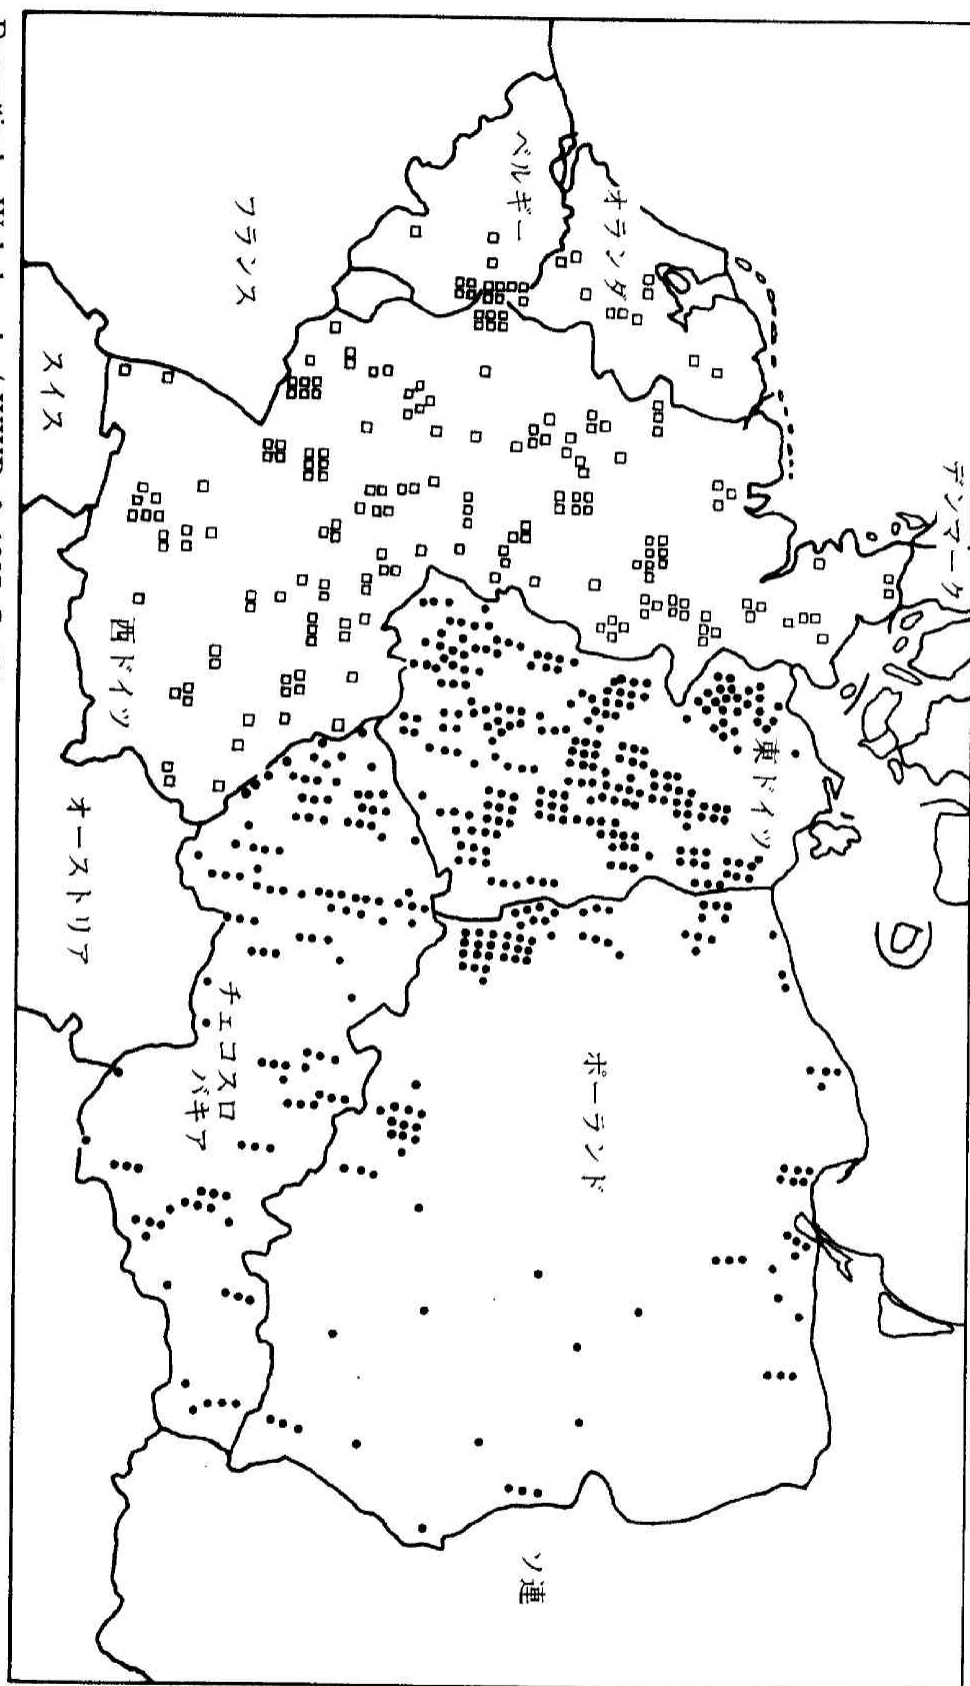 デンマーク
オランダ
ベルギー
フランス
スイス
西ドイツ
東ドイツ
オーストリア
チェコスロ
バキア
ポーランド
ソ連